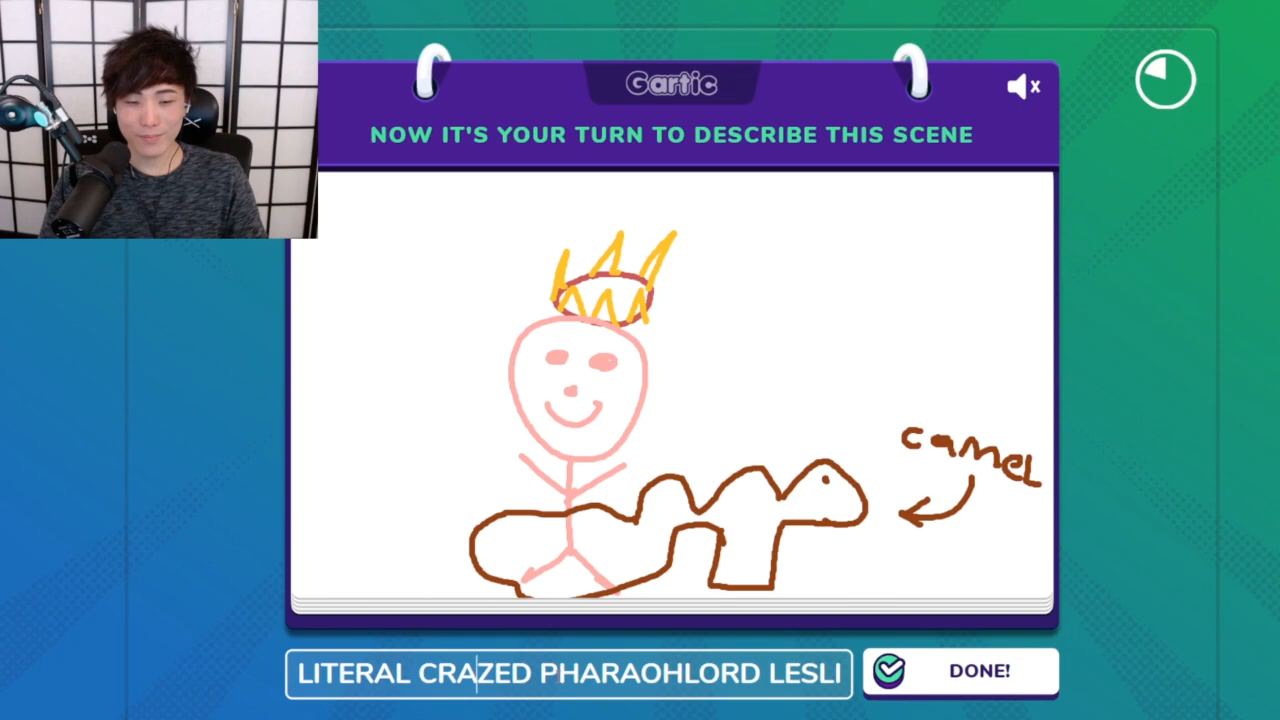 Gartic
NOW IT'S YOUR TURN TO DESCRIBE THIS SCENE
camel
LITERAL CRAZED PHARAOHLORD LESLI
DONE!